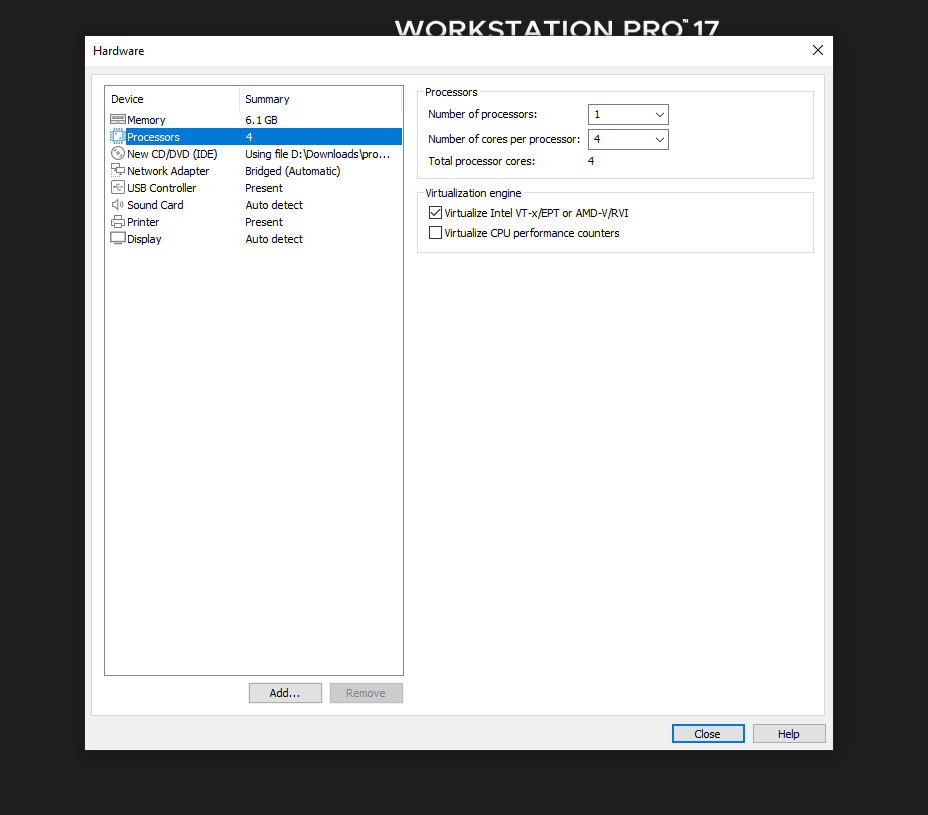 WORKSTATION PRO™ 17
Hardware
Device Summary
Memory 6.1 GB
Processors 4
New CD/DVD (IDE) Using file D:\Downloads\pro...
Network Adapter Bridged (Automatic)
USB Controller Present
Sound Card Auto detect
Printer Present
Display Auto detect
Add...
Remove
Processors
Number of processors: 1
Number of cores per processor: 4
Total processor cores: 4
Virtualization engine
Virtualize Intel VT-x/EPT or AMD-V/RVI
Virtualize CPU performance counters
Close
Help